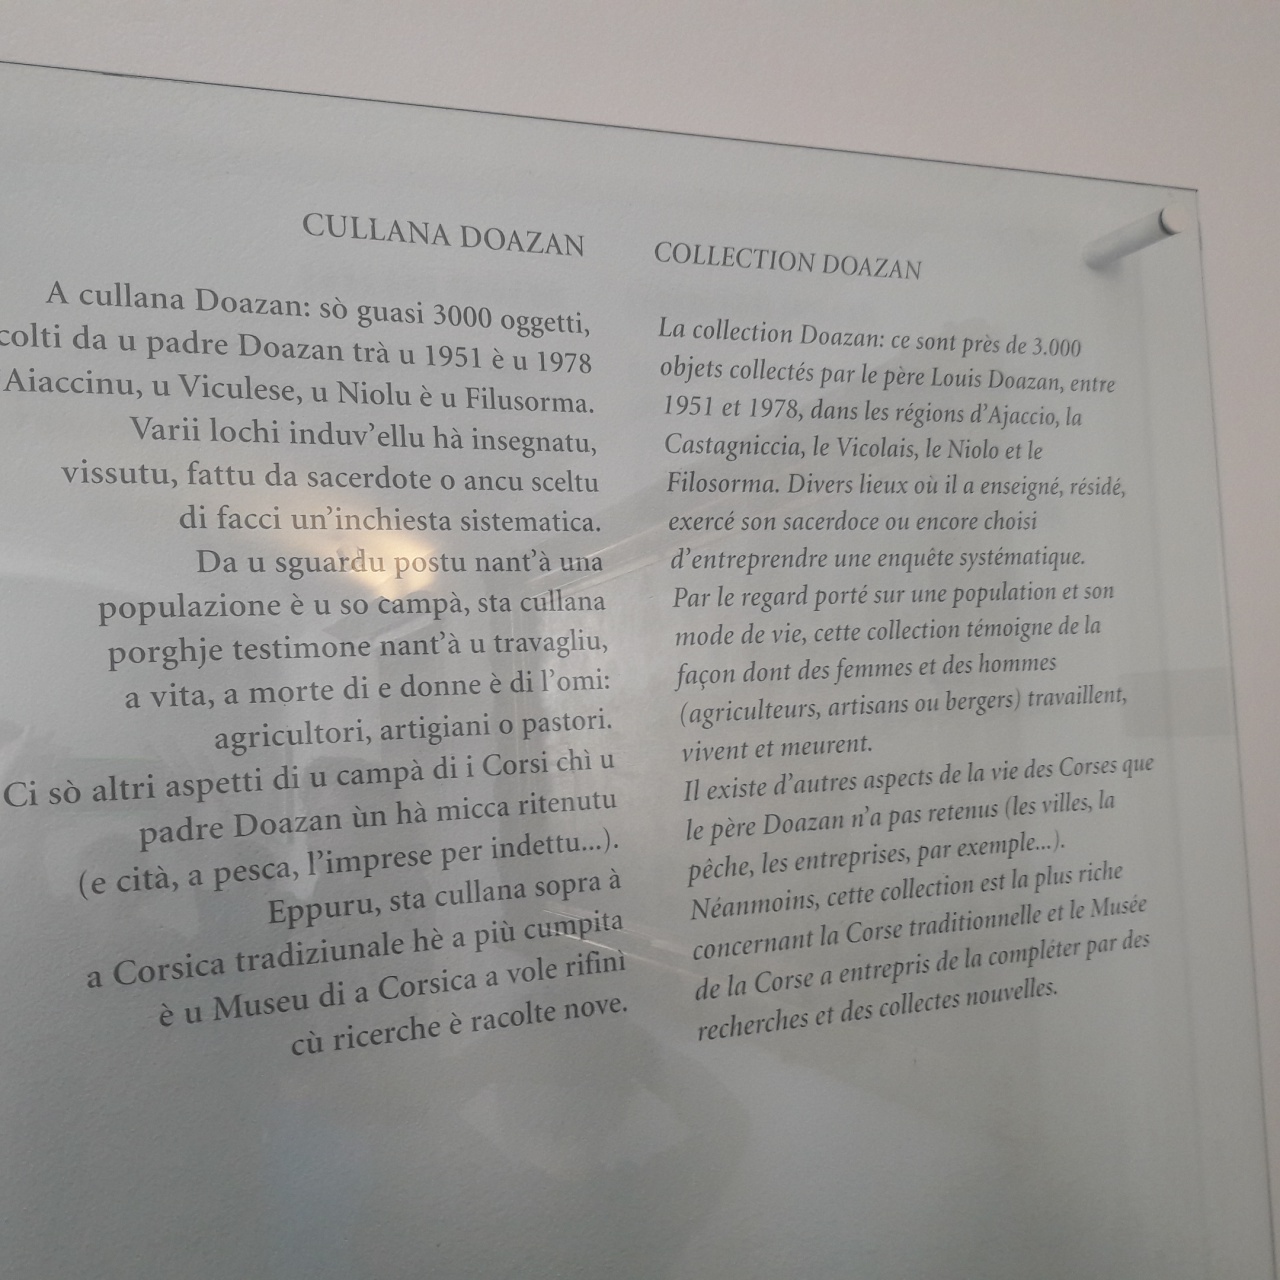 CULLANA DOAZAN
A cullana Doazan: sò guasi 3000 oggetti,
da u padre Doazan trà u 1951 è u 1978
Aiaccinu, u Viculese, u Niolu è u Filusorma.
Varii lochi induv'ellu hà insegnatu,
vissutu, fattu da sacerdote o ancu sceltu
di facci un'inchiesta sistematica.
Da u sguardu postu nant'à una
populazione è u so campà, sta cullana
porghje testimone nant'à u travagliu,
a vita, a morte di e donne è di l'omi:
agricultori, artigiani o pastori.
Ci sò altri aspetti di u campà di i Corsi chì u
padre Doazan ùn hà micca ritenutu
(e cità, a pesca, l'imprese per indettu...).
Eppuru, sta cullana sopra à
a Corsica tradiziunale hè a più cumpita
è u Museu di a Corsica a vole rifinì
cù ricerche è racolte nove.
COLLECTION DOAZAN
La collection Doazan: ce sont près de 3.000
objets collectés par le père Louis Doazan, entre
1951 et 1978, dans les régions d'Ajaccio, la
Castagniccia, le Vicolais, le Niolo et le
Filosorma. Divers lieux où il a enseigné, résidé,
exercé son sacerdoce ou encore choisi
d'entreprendre une enquête systématique.
Par le regard porté sur une population et son
mode de vie, cette collection témoigne de la
façon dont des femmes et des hommes
(agriculteurs, artisans ou bergers) travaillent,
vivent et meurent.
Il existe d'autres aspects de la vie des Corses que
le père Doazan n'a pas retenus (les villes, la
pêche, les entreprises, par exemple...).
Néanmoins, cette collection est la plus riche
concernant la Corse traditionnelle et le Musée
de la Corse a entrepris de la compléter par des
recherches et des collectes nouvelles.